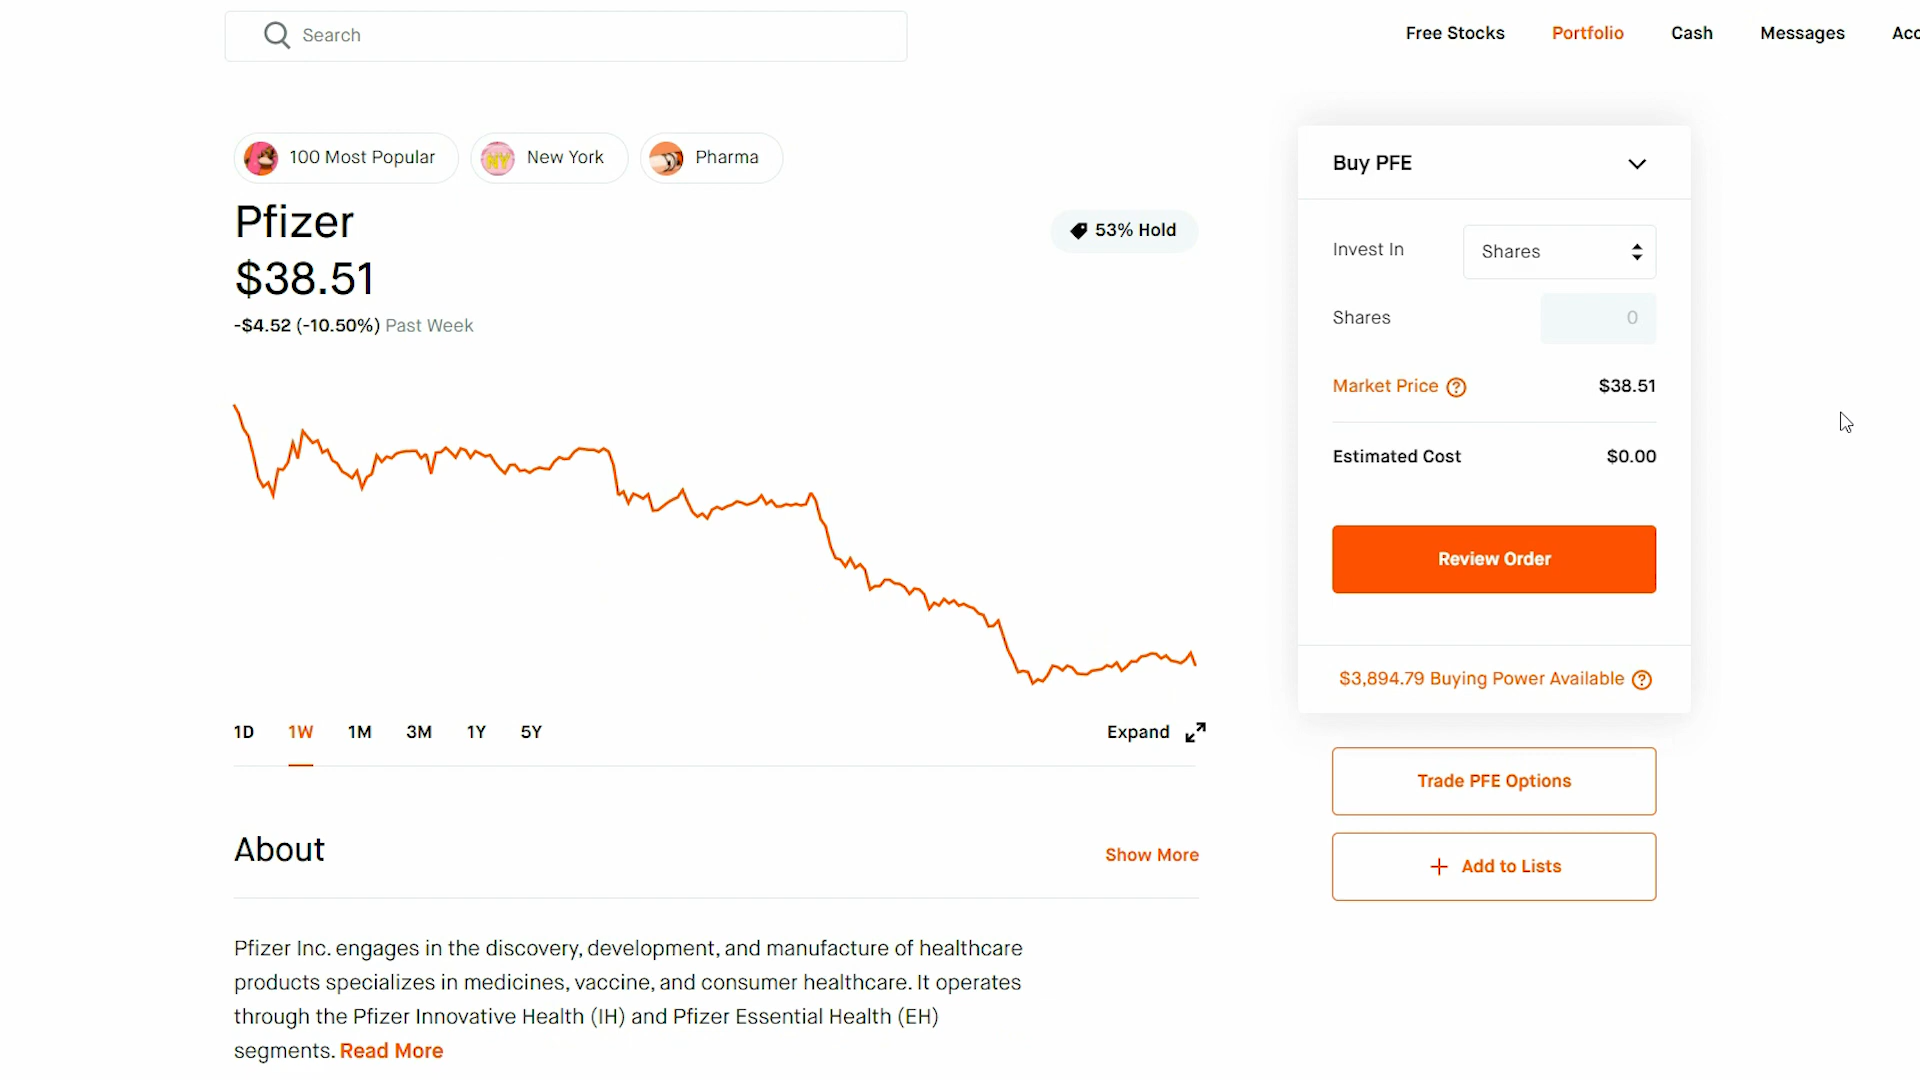 Search
Free Stocks Portfolio Cash Messages Acc
100 Most Popular New York Pharma
Pfizer
$38.51
-$4.52 (-10.50%) Past Week
53% Hold
1D 1W 1M 3M 1Y 5Y
Expand
About
Show More
Pfizer Inc. engages in the discovery, development, and manufacture of healthcare
products specializes in medicines, vaccine, and consumer healthcare. It operates
through the Pfizer Innovative Health (IH) and Pfizer Essential Health (EH)
segments. Read More
Buy PFE
Invest In Shares
Shares 0
Market Price ? $38.51
Estimated Cost $0.00
Review Order
$3,894.79 Buying Power Available ?
Trade PFE Options
+ Add to Lists